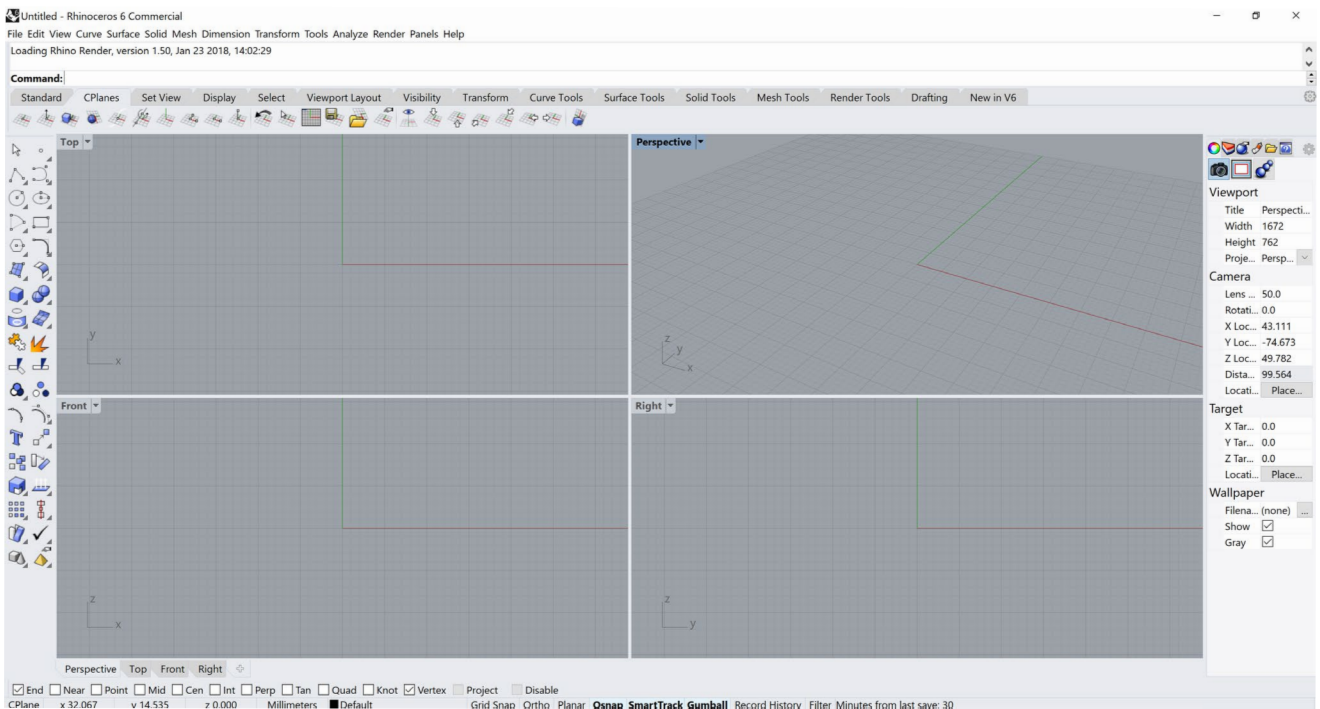 Untitled - Rhinoceros 6 Commercial
File Edit View Curve Surface Solid Mesh Dimension Transform Tools Analyze Render Panels Help
Loading Rhino Render, version 1.50, Jan 23 2018, 14:02:29
Command:
Standard CPlanes Set View Display Select Viewport Layout Visibility Transform Curve Tools Surface Tools Solid Tools Mesh Tools Render Tools Drafting New in V6
Top
y
x
Perspective
z
y
x
Front
z
x
Right
z
y
Viewport
Title Perspecti...
Width 1672
Height 762
Proje... Persp...
Camera
Lens ... 50.0
Rotati... 0.0
X Loc... 43.111
Y Loc... -74.673
Z Loc... 49.782
Dista... 99.564
Locati... Place...
Target
X Tar... 0.0
Y Tar... 0.0
Z Tar... 0.0
Locati... Place...
Wallpaper
Filena... (none) ...
Show
Gray
Perspective Top Front Right
End Near Point Mid Cen Int Perp Tan Quad Knot Vertex Project Disable
CPlane x 32.067 y 14.535 z 0.000 Millimeters Default Grid Snap Ortho Planar Osnap SmartTrack Gumball Record History Filter Minutes from last save: 30